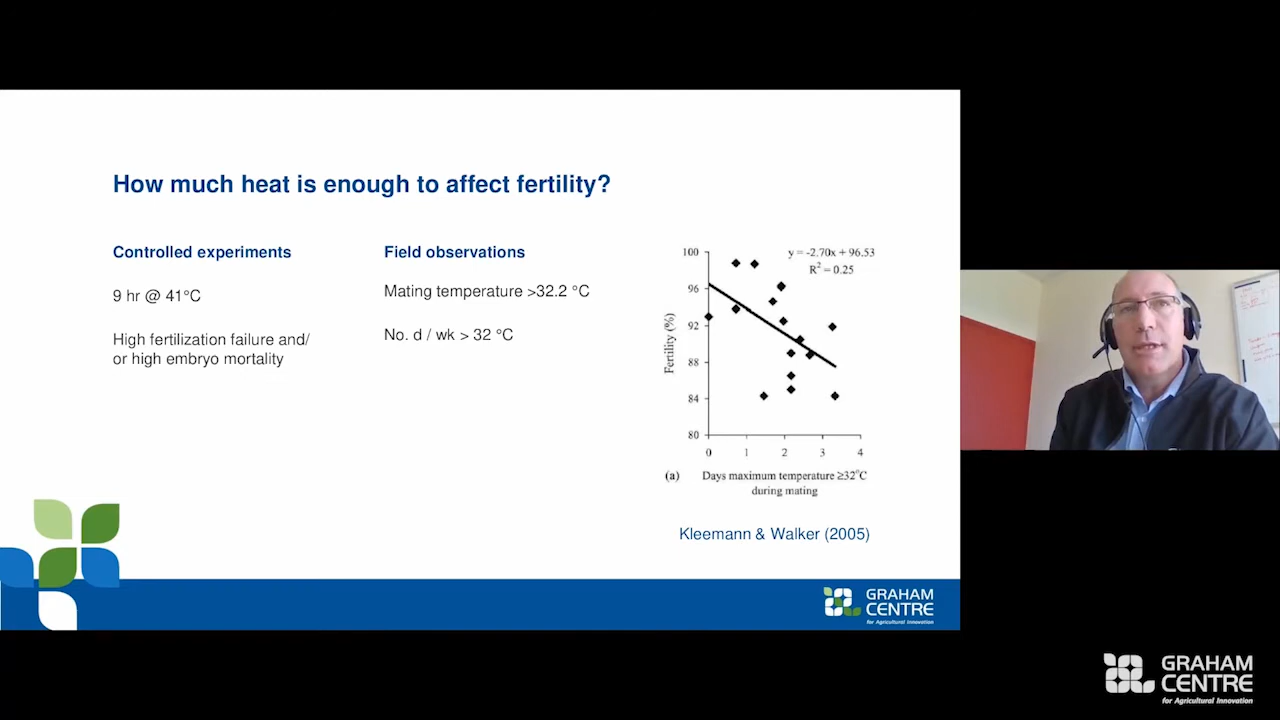 How much heat is enough to affect fertility?
Controlled experiments
9 hr @ 41°C
High fertilization failure and/
or high embryo mortality
Field observations
Mating temperature >32.2 °C
No. d / wk > 32 °C
y = -2.70x + 96.53
R² = 0.25
Fertility (%)
100
96
92
88
84
80
0 1 2 3 4
(a) Days maximum temperature ≥32°C
during mating
Kleemann & Walker (2005)
GRAHAM
CENTRE
for Agricultural Innovation
GRAHAM
CENTRE
for Agricultural Innovation